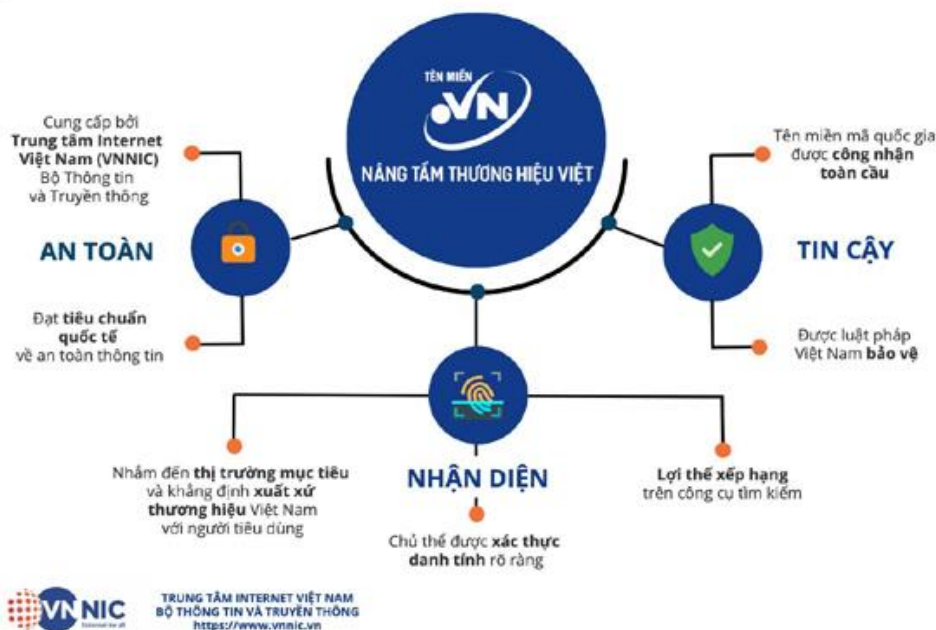 TÊN MIỀN
.VN
NÂNG TẦM THƯƠNG HIỆU VIỆT
Cung cấp bởi
Trung tâm Internet
Việt Nam (VNNIC)
Bộ Thông tin
và Truyền thông
AN TOÀN
Đạt tiêu chuẩn
quốc tế
về an toàn thông tin
Tên miền mã quốc gia
được công nhận
toàn cầu
TIN CẬY
Được luật pháp
Việt Nam bảo vệ
Nhắm đến thị trường mục tiêu
và khẳng định xuất xứ
thương hiệu Việt Nam
với người tiêu dùng
NHẬN DIỆN
Chủ thể được xác thực
danh tính rõ ràng
Lợi thế xếp hạng
trên công cụ tìm kiếm
VNNIC
Internet for all
TRUNG TÂM INTERNET VIỆT NAM
BỘ THÔNG TIN VÀ TRUYỀN THÔNG
https://www.vnnic.vn